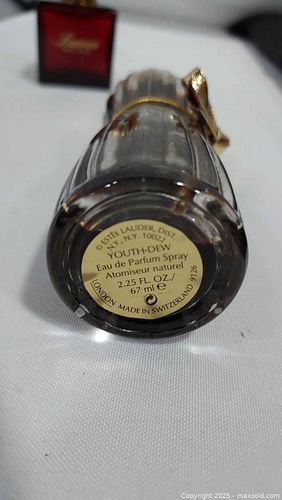 © ESTÉE LAUDER, DIST.
N.Y., N.Y. 10022
YOUTH-DEW
Eau de Parfum Spray
Atomiseur naturel
2.25 FL. OZ./
67 ml e
LONDON MADE IN SWITZERLAND 9126
Copyright © 2025 - maxsold.com